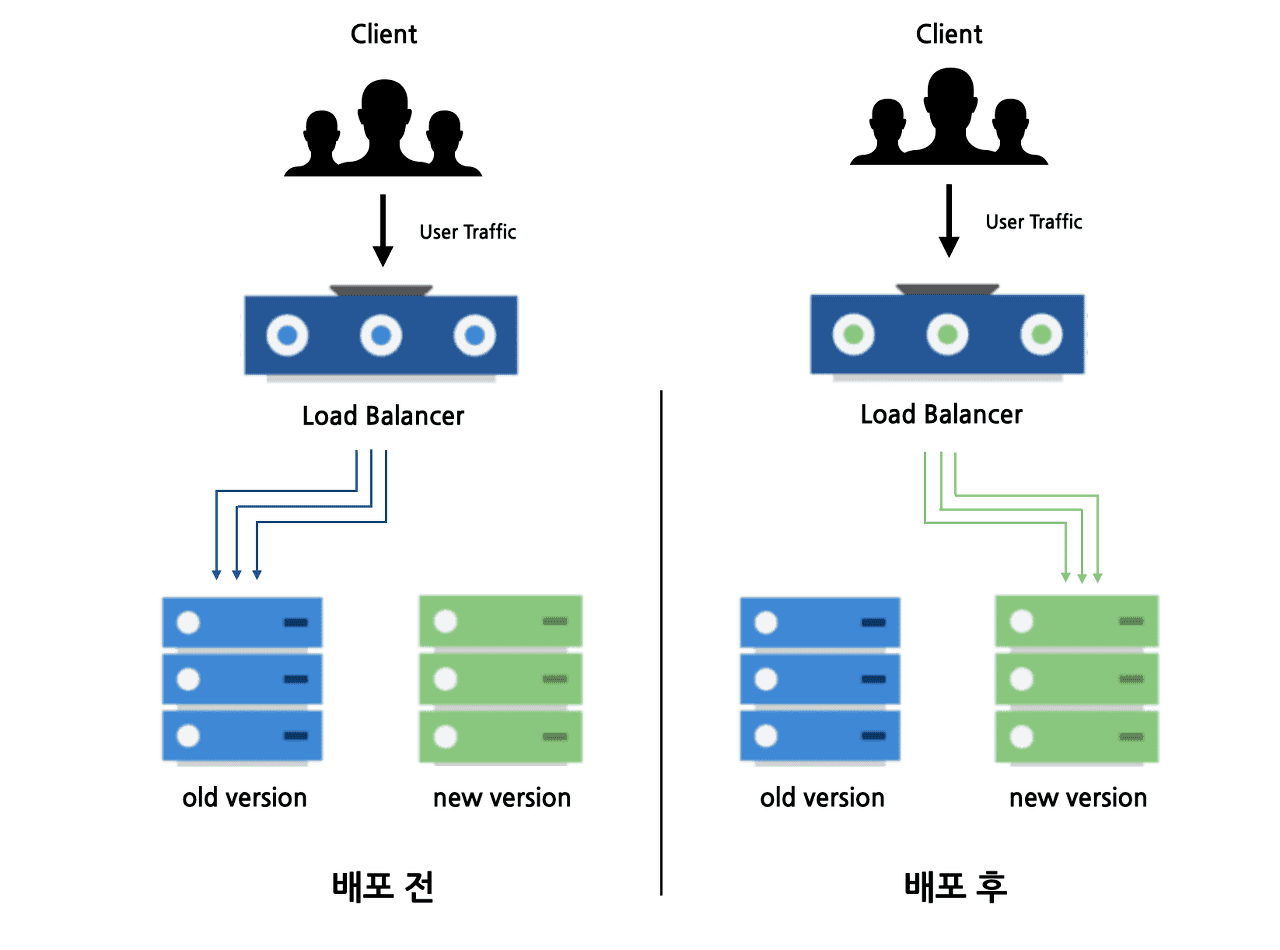 Client
User Traffic
Load Balancer
old version
new version
배포 전
Client
User Traffic
Load Balancer
old version
new version
배포 후